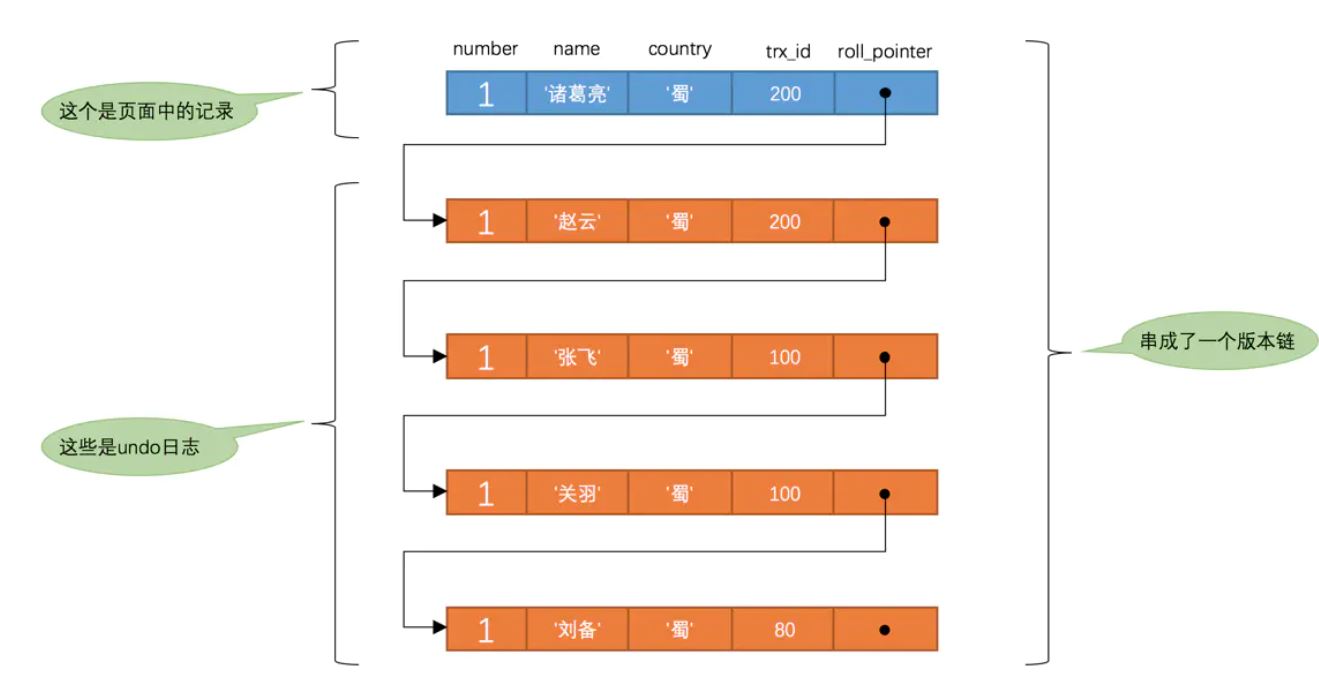 number name country trx_id roll_pointer
1 '诸葛亮' '蜀' 200
这个是页面中的记录
1 '赵云' '蜀' 200
1 '张飞' '蜀' 100
串成了一个版本链
这些是undo日志
1 '关羽' '蜀' 100
1 '刘备' '蜀' 80